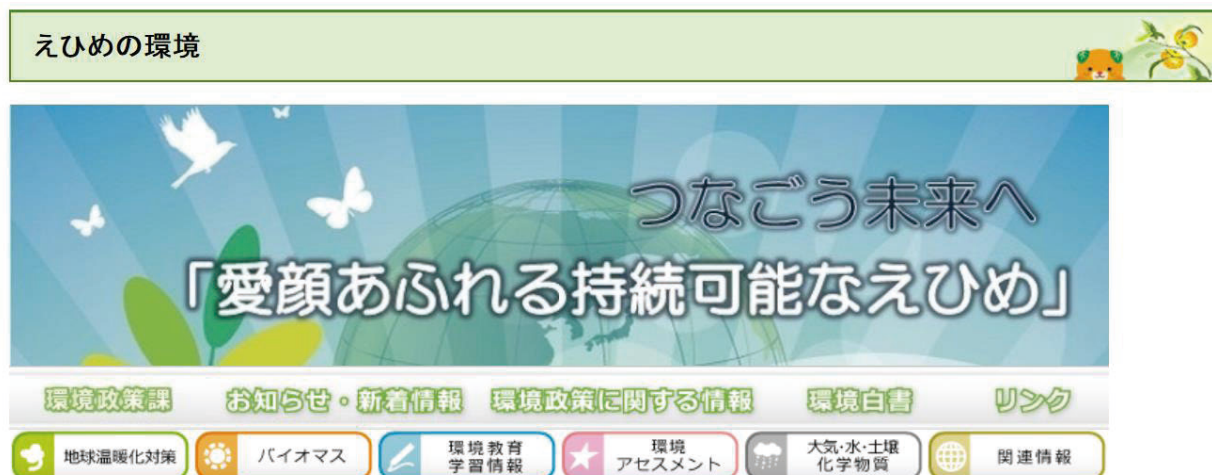 えひめの環境
つなごう未来へ
「愛顔あふれる持続可能なえひめ」
環境政策課 お知らせ・新着情報 環境政策に関する情報 環境白書 リンク
地球温暖化対策 バイオマス 環境教育 学習情報 環境 アセスメント 大気・水・土壌 化学物質 関連情報